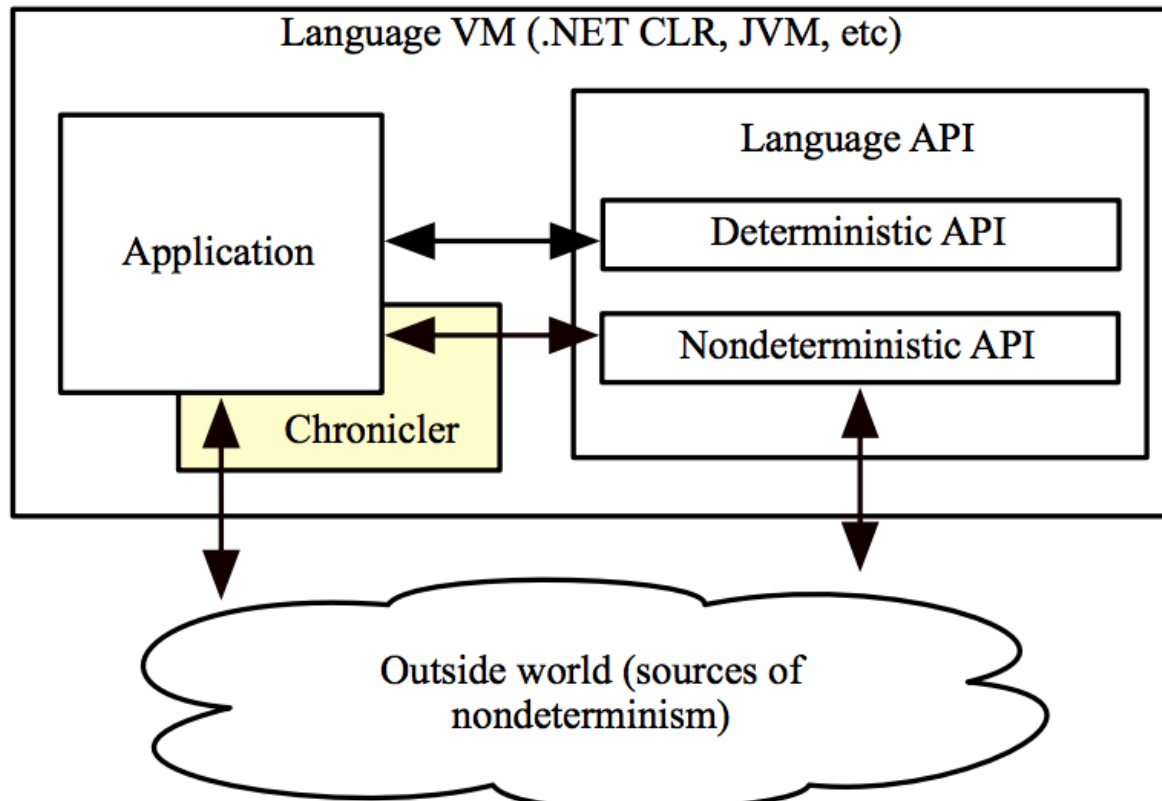 Language VM (.NET CLR, JVM, etc)
Language API
Application
Deterministic API
Nondeterministic API
Chronicler
Outside world (sources of
nondeterminism)